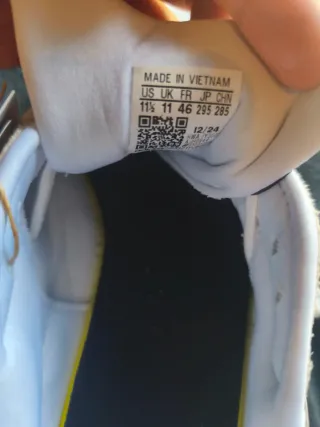 MADE IN VIETNAM
US UK FR JP CHN
11½ 11 46 295 285
12/24